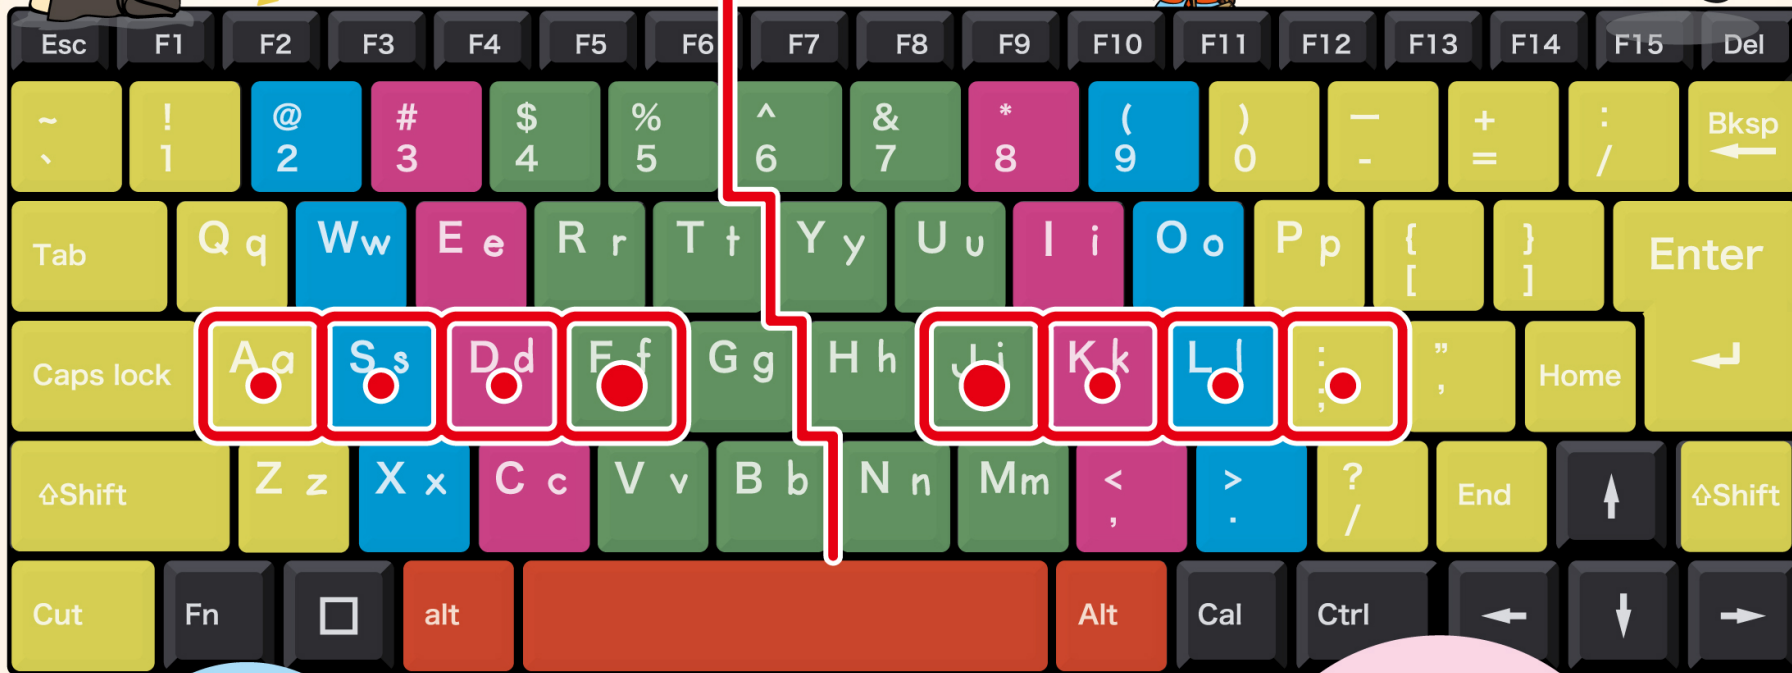 Esc F1 F2 F3 F4 F5 F6 F7 F8 F9 F10 F11 F12 F13 F14 F15 Del
~ ! @ # $ % ^ & * ( ) — + : Bksp
` 1 2 3 4 5 6 7 8 9 0 - = /
Tab Q q W w E e R r T t Y y U u I i O o P p { } Enter
[ ]
Caps lock A a S s D d F f G g H h J j K k L l : " Home
; ,
⇧Shift Z z X x C c V v B b N n M m < > ? End ⇧Shift
, . /
Cut Fn alt Alt Cal Ctrl